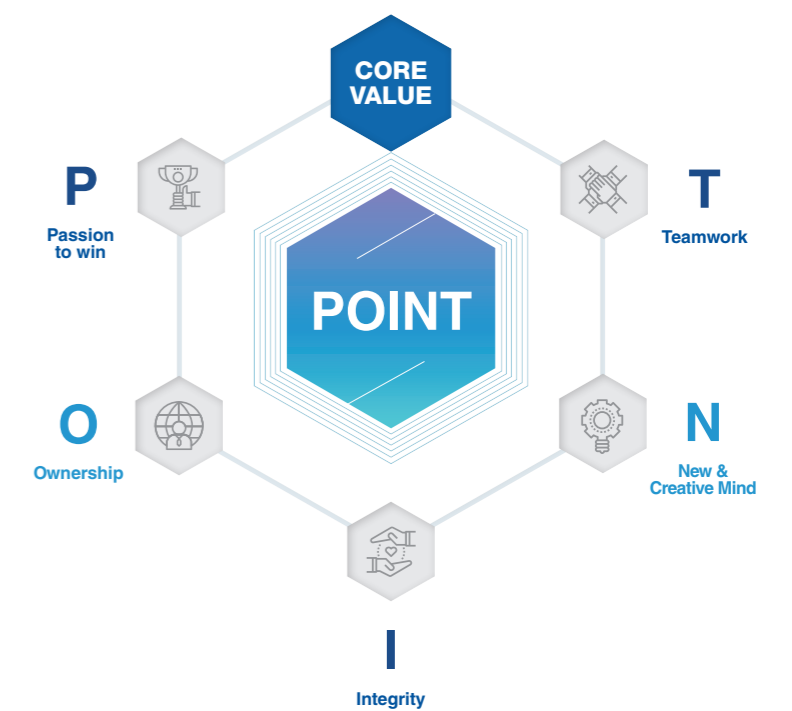 CORE
VALUE
POINT
P
Passion
to win
O
Ownership
I
Integrity
N
New &
Creative Mind
T
Teamwork